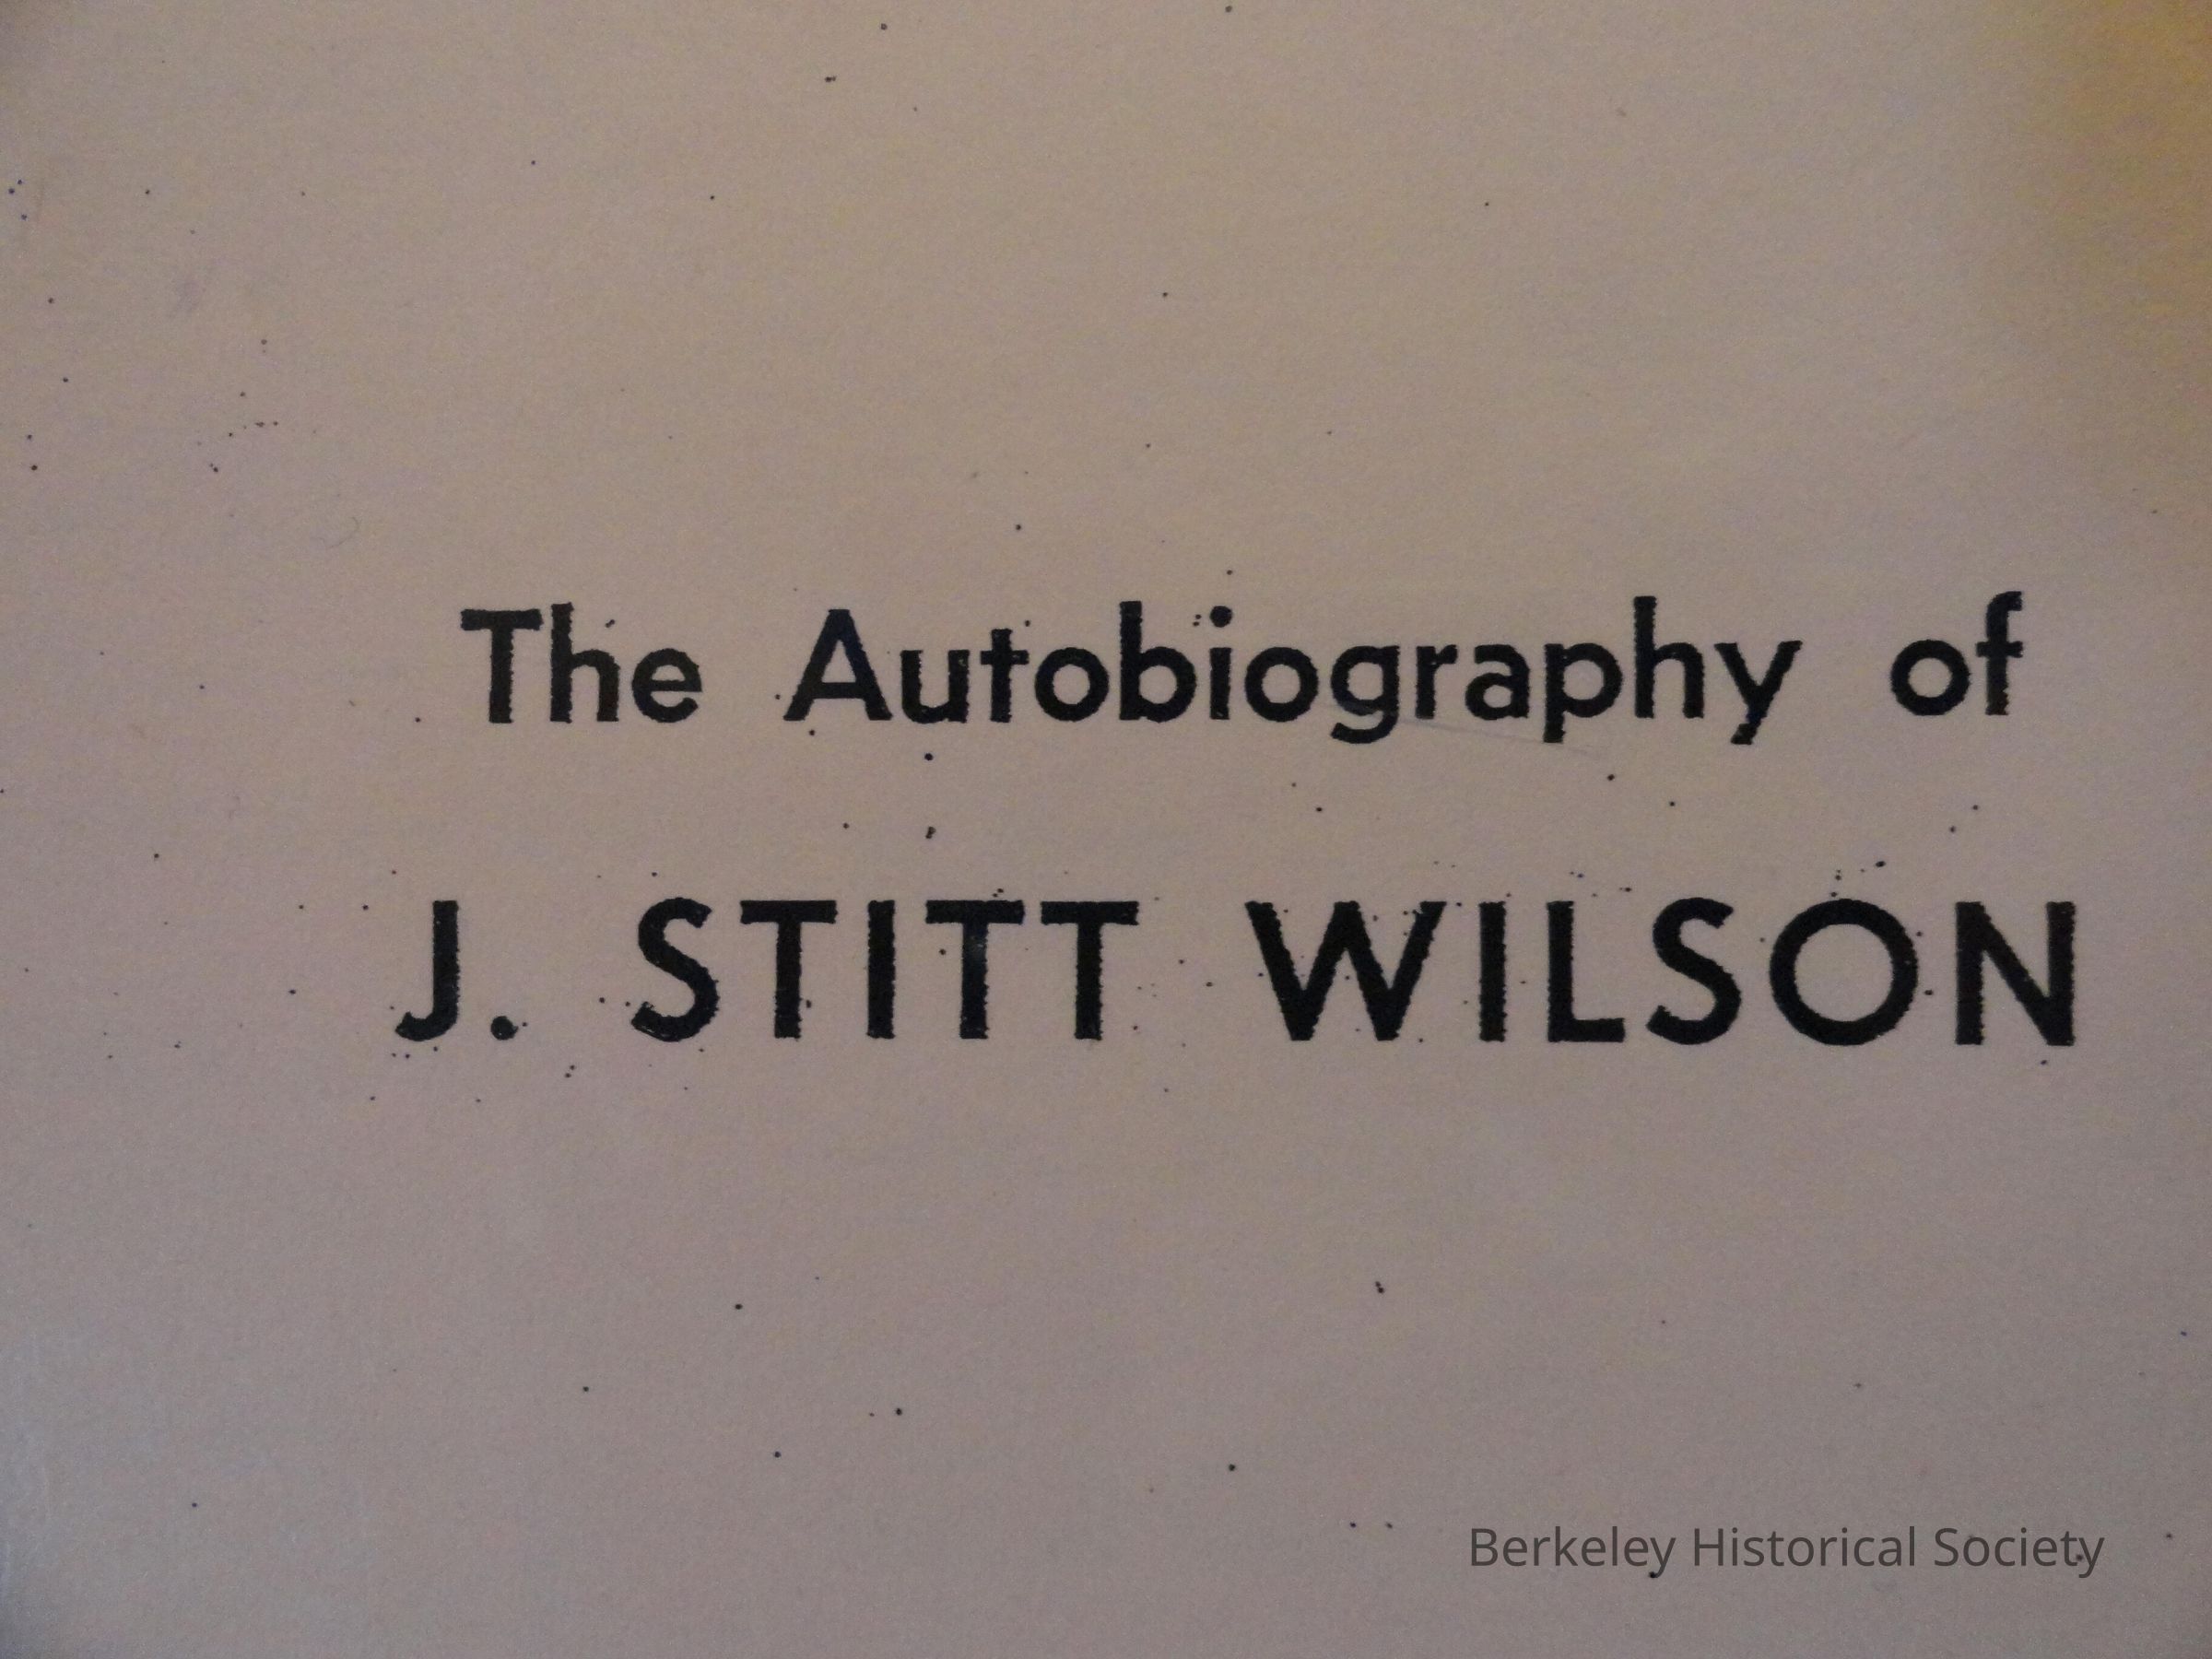 The Autobiography of
J. STITT WILSON
Berkeley Historical Society